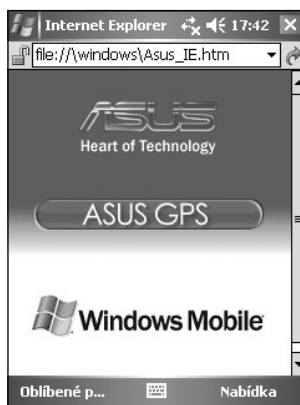 Internet Explorer 17:42
file://\windows\Asus_IE.htm
ASUS
Heart of Technology
ASUS GPS
Windows Mobile
Oblíbené p... Nabídka